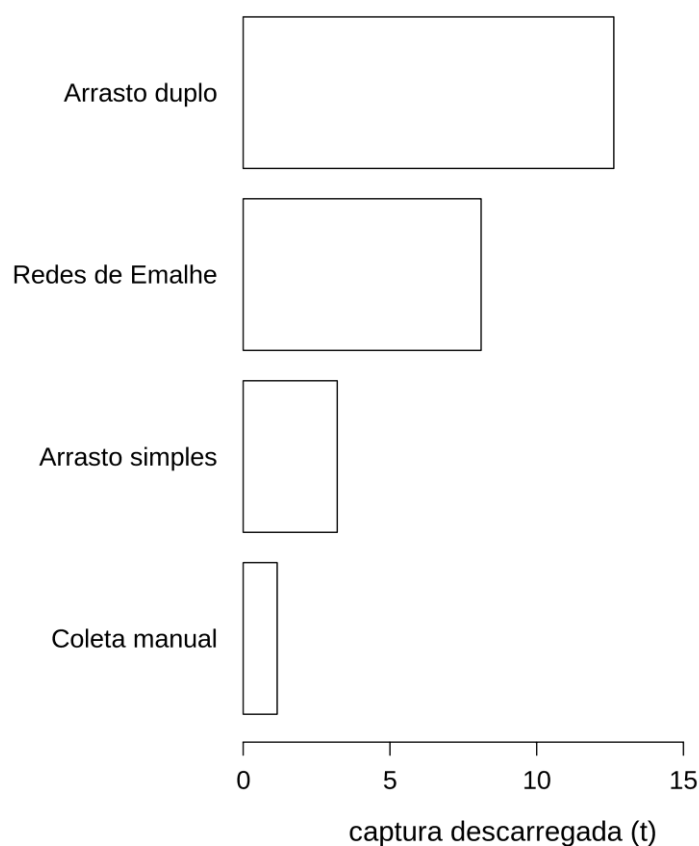 Arrasto duplo
Redes de Emalhe
Arrasto simples
Coleta manual
0 5 10 15
captura descarregada (t)